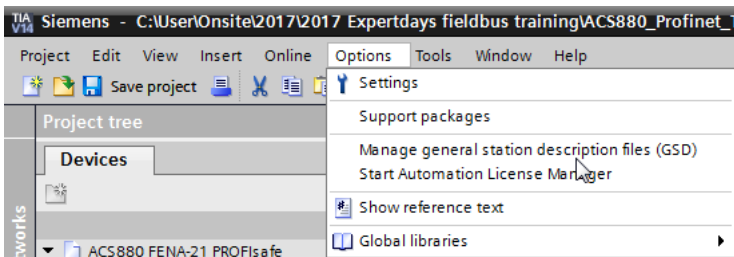 TIA V14 Siemens - C:\User\Onsite\2017\2017 Expertdays fieldbus training\ACS880_Profinet_
Project Edit View Insert Online Options Tools Window Help
Save project
Settings
Support packages
Project tree
Devices
Manage general station description files (GSD)
Start Automation License Manager
Show reference text
Global libraries
ACS880 FENA-21 PROFIsafe